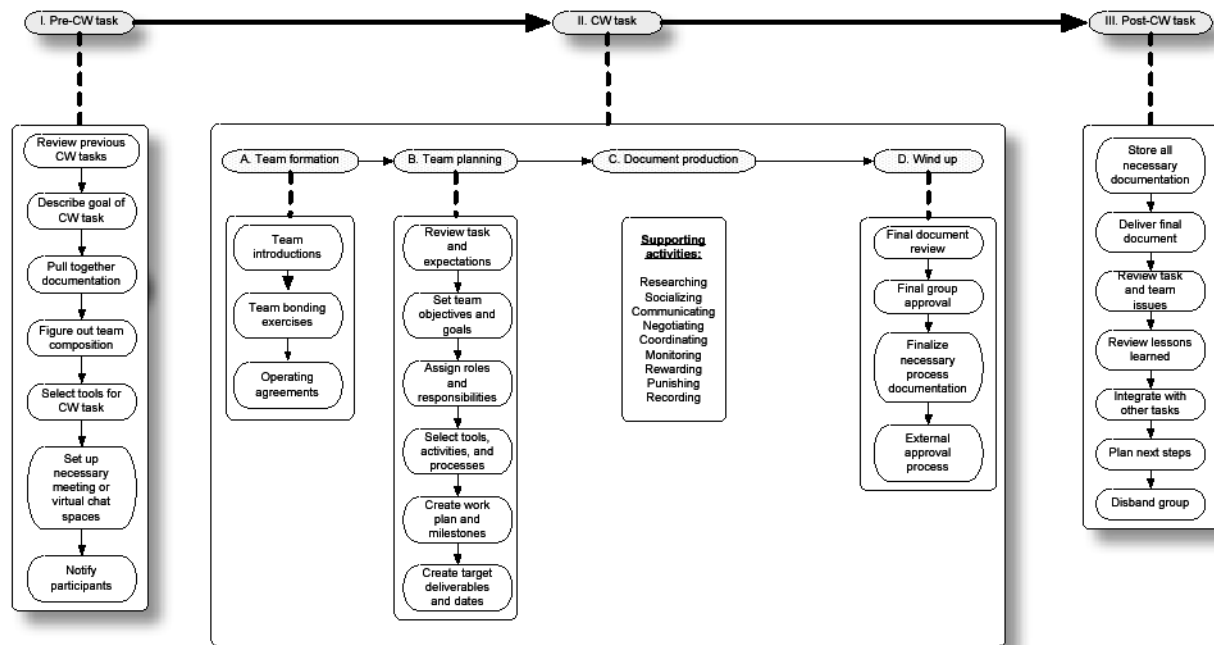 I. Pre-CW task
II. CW task
III. Post-CW task
Review previous
CW tasks
Describe goal of
CW task
Pull together
documentation
Figure out team
composition
Select tools for
CW task
Set up
necessary
meeting or
virtual chat
spaces
Notify
participants
A. Team formation
B. Team planning
C. Document production
D. Wind up
Team
introductions
Team bonding
exercises
Operating
agreements
Review task
and
expectations
Set team
objectives and
goals
Assign roles
and
responsibilities
Select tools,
activities, and
processes
Create work
plan and
milestones
Create target
deliverables
and dates
Supporting
activities:
Researching
Socializing
Communicating
Negotiating
Coordinating
Monitoring
Rewarding
Punishing
Recording
Final document
review
Final group
approval
Finalize
necessary
process
documentation
External
approval
process
Store all
necessary
documentation
Deliver final
document
Review task
and team
issues
Review lessons
learned
Integrate with
other tasks
Plan next steps
Disband group